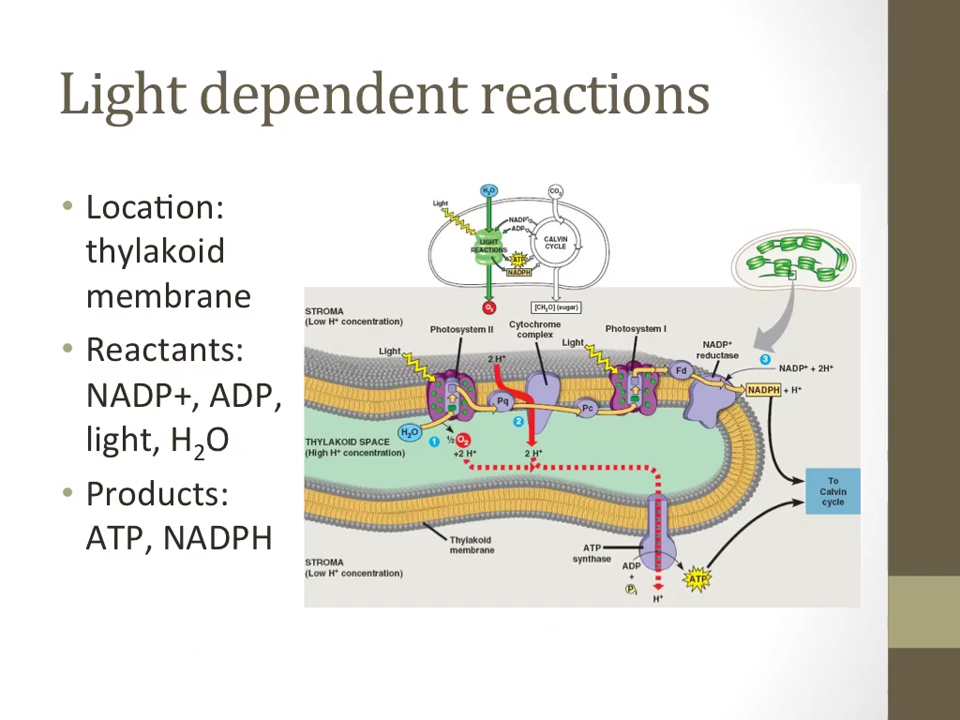 Light dependent reactions
• Location:
thylakoid
membrane
• Reactants:
NADP+, ADP,
light, H₂O
• Products:
ATP, NADPH
H₂O
CO₂
Light
NADP⁺
ADP
LIGHT
REACTIONS
CALVIN
CYCLE
ATP
NADPH
O₂
[CH₂O] (sugar)
STROMA
(Low H⁺ concentration)
Photosystem II
Cytochrome
complex
Photosystem I
Light
Light
NADP⁺
reductase
2 H⁺
3
Fd
NADP⁺ + 2H⁺
NADPH + H⁺
Pq
Pc
2
H₂O
1
½ O₂
+2 H⁺
2 H⁺
THYLAKOID SPACE
(High H⁺ concentration)
To
Calvin
cycle
Thylakoid
membrane
ATP
synthase
STROMA
(Low H⁺ concentration)
ADP
+
Pᵢ
ATP
H⁺